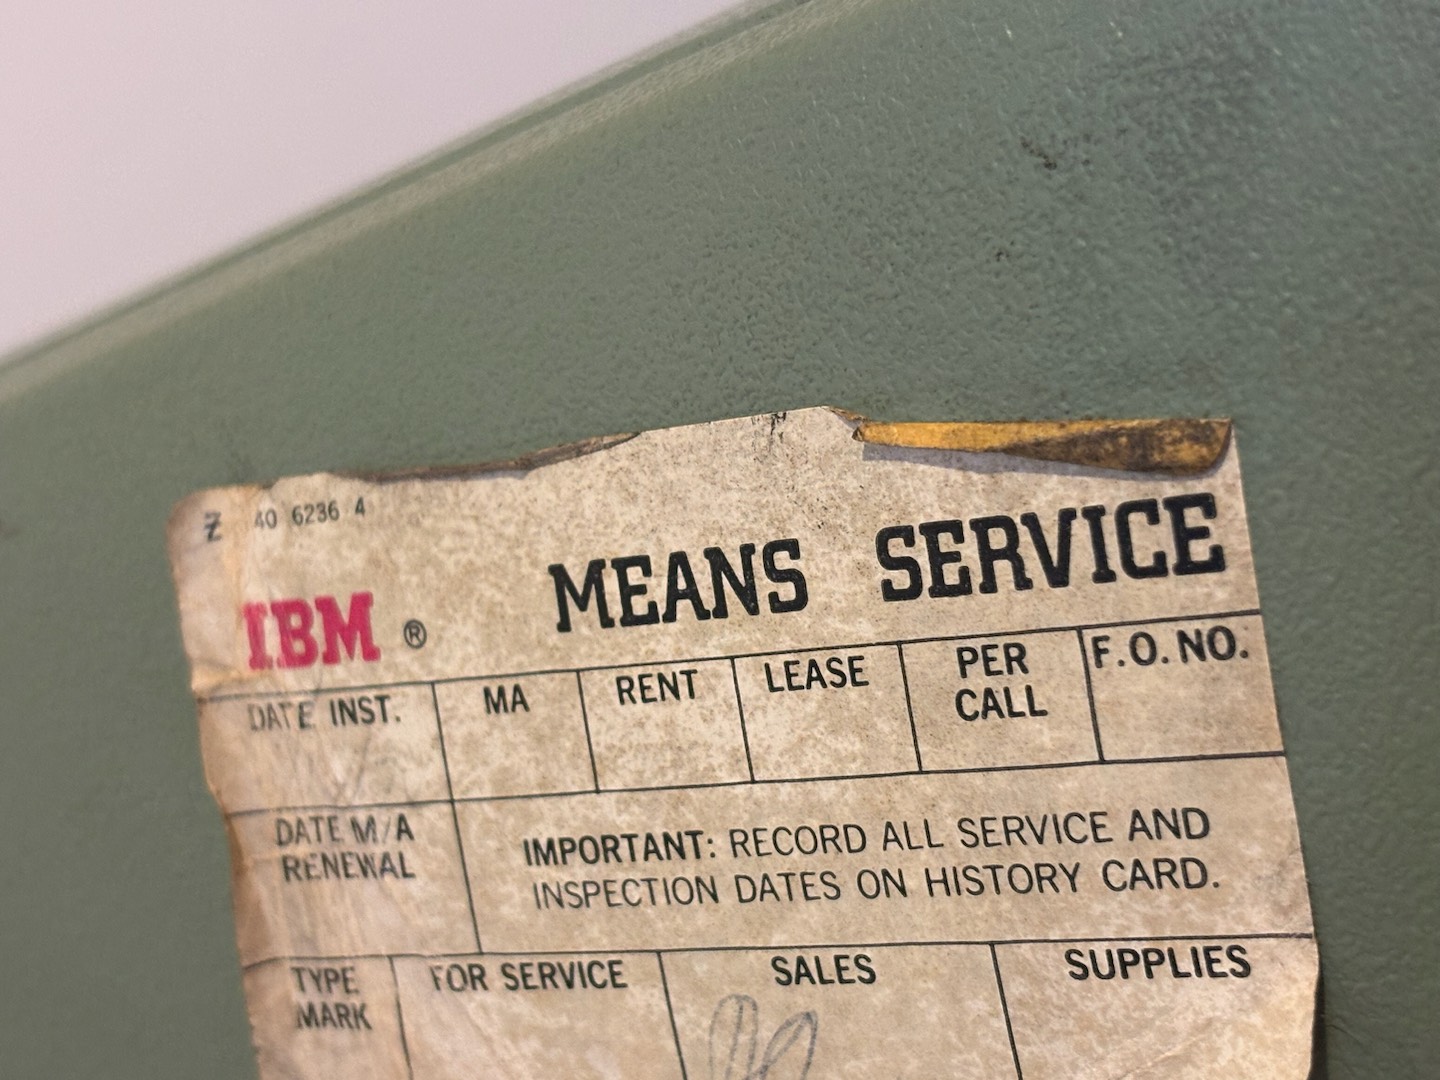 Z 40 6236 4
IBM ® MEANS SERVICE
DATE INST. MA RENT LEASE PER CALL F.O. NO.
DATE M/A RENEWAL
IMPORTANT: RECORD ALL SERVICE AND
INSPECTION DATES ON HISTORY CARD.
TYPE MARK FOR SERVICE SALES SUPPLIES